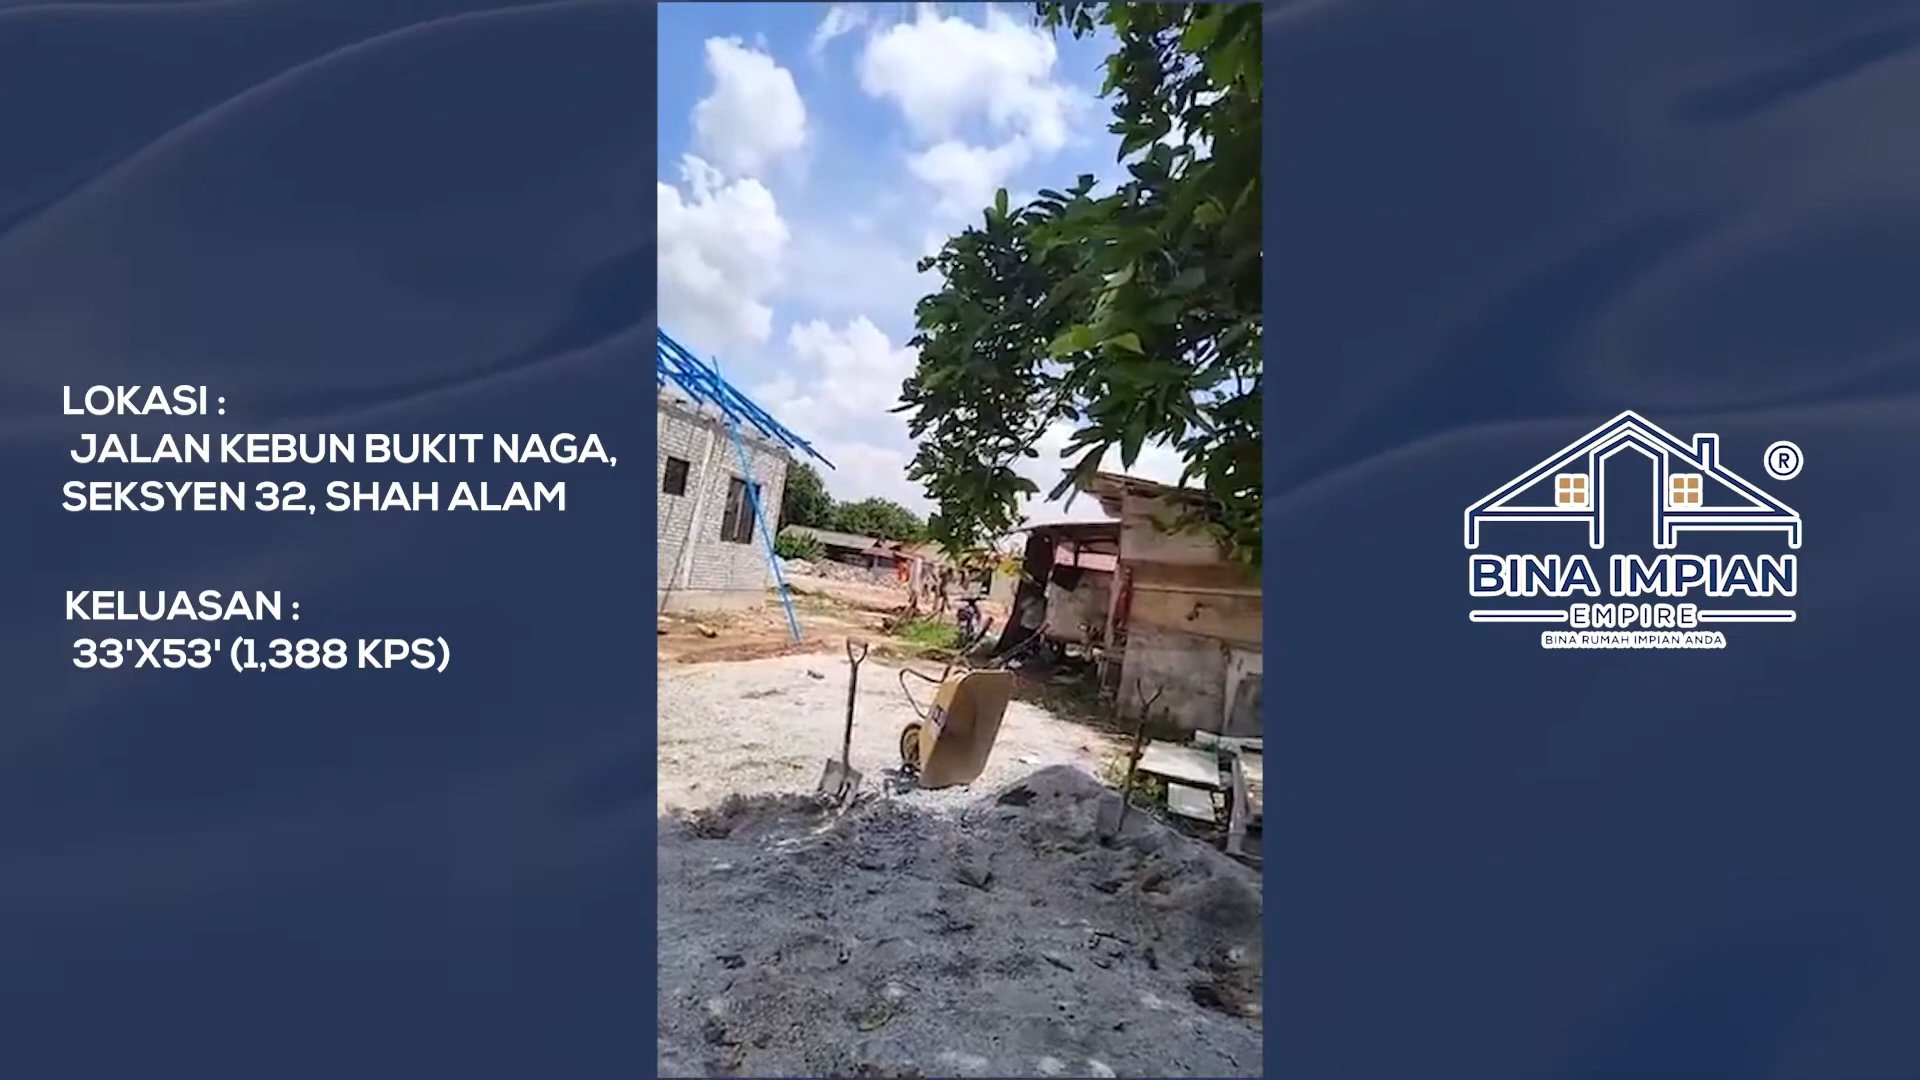 LOKASI :
JALAN KEBUN BUKIT NAGA,
SEKSYEN 32, SHAH ALAM
KELUASAN :
33'X53' (1,388 KPS)
®
BINA IMPIAN
EMPIRE
BINA RUMAH IMPIAN ANDA